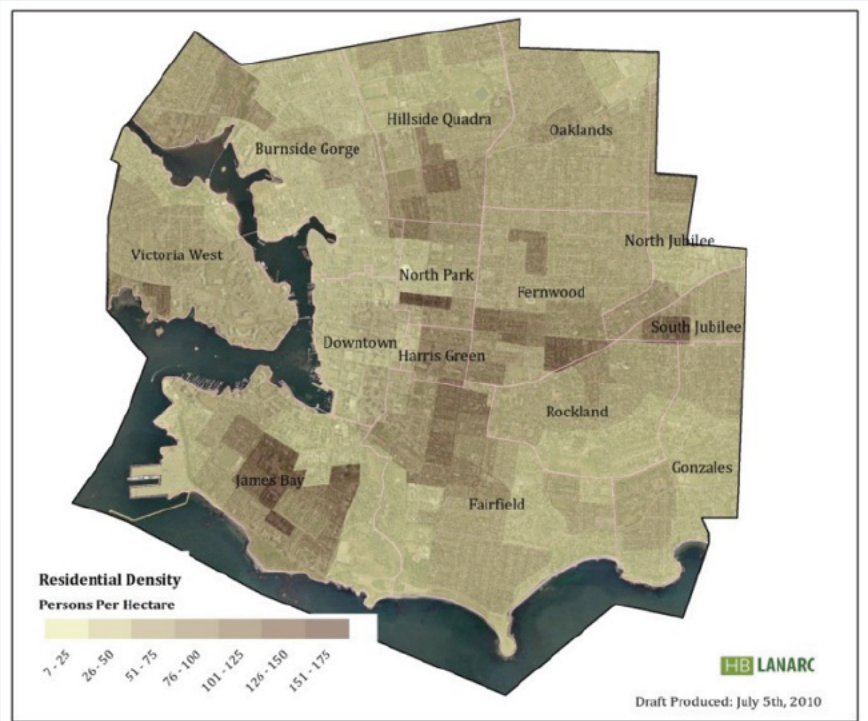 Hillside Quadra
Oaklands
Burnside Gorge
North Jubilee
Victoria West
North Park
Fernwood
South Jubilee
Downtown
Harris Green
Rockland
Gonzales
James Bay
Fairfield
Residential Density
Persons Per Hectare
7 - 25
26 - 50
51 - 75
76 - 100
101 - 125
126 - 150
151 - 175
HB LANARC
Draft Produced: July 5th, 2010